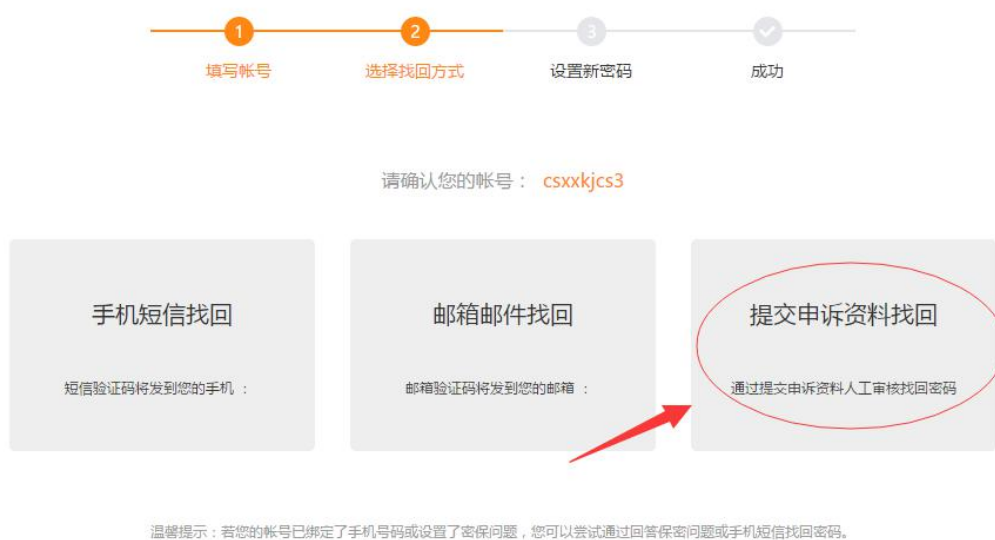 1 2 3
填写帐号 选择找回方式 设置新密码 成功
请确认您的帐号： csxxkjcs3
手机短信找回 邮箱邮件找回 提交申诉资料找回
短信验证码将发到您的手机 ： 邮箱验证码将发到您的邮箱 ： 通过提交申诉资料人工审核找回密码
温馨提示：若您的帐号已绑定了手机号码或设置了密保问题，您可以尝试通过回答保密问题或手机短信找回密码。